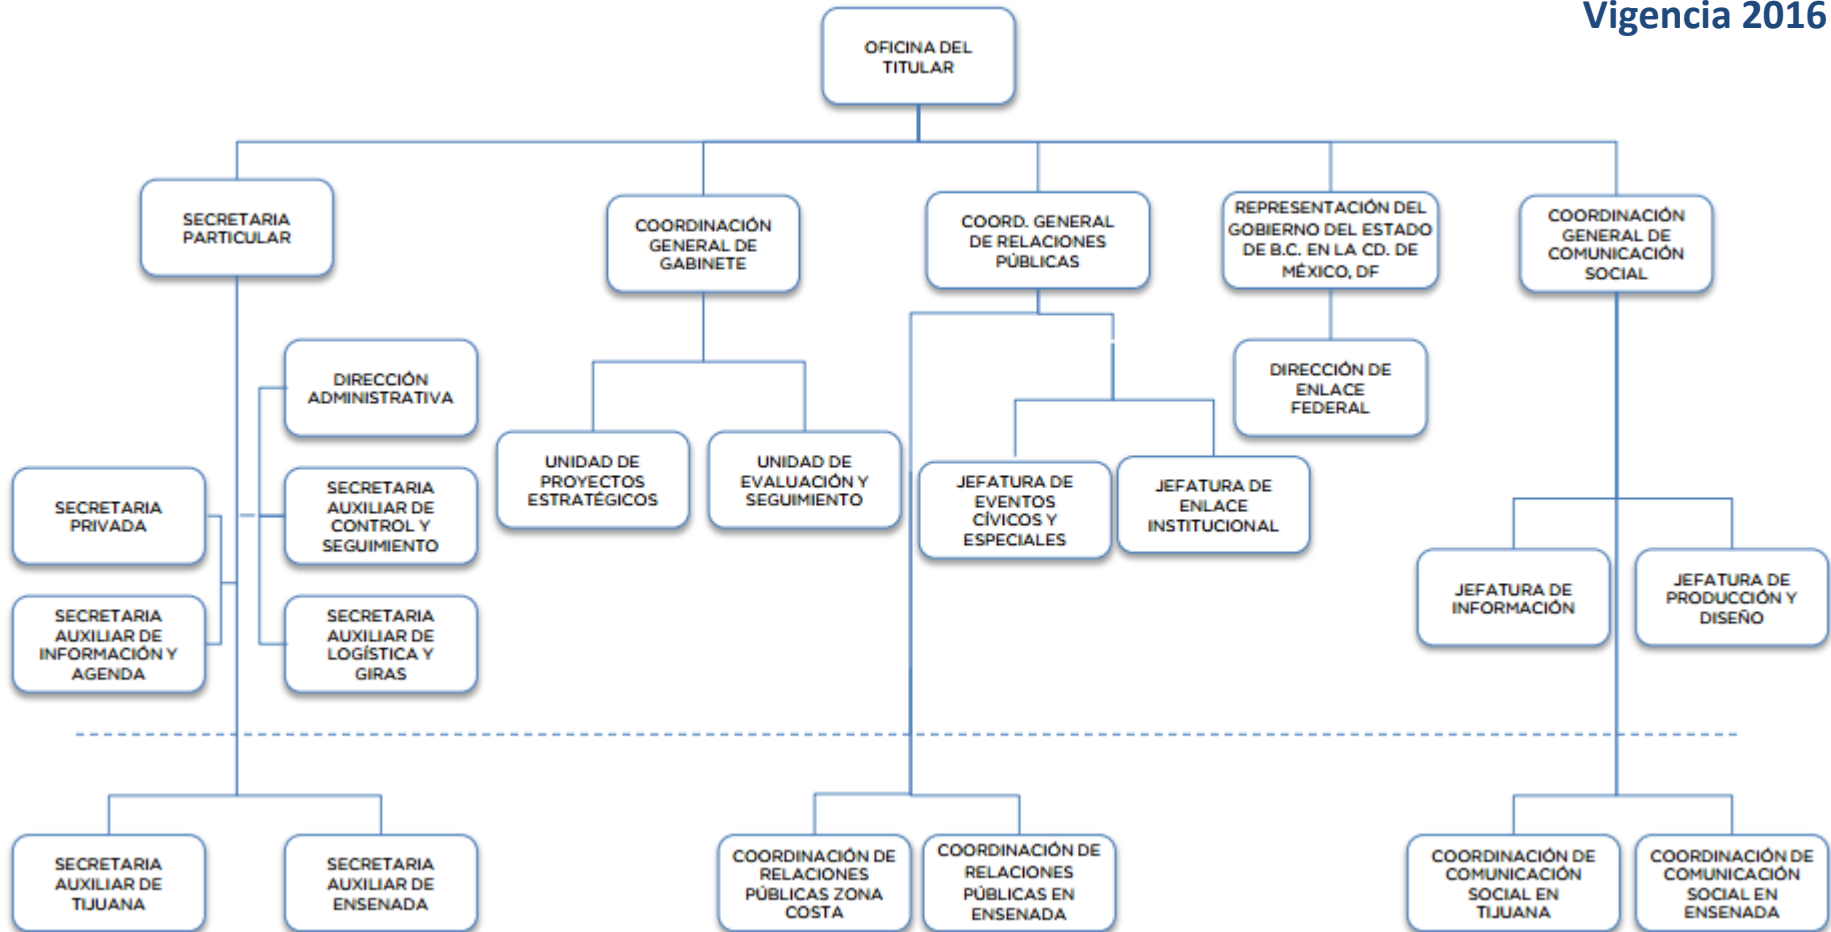 Vigencia 2016
OFICINA DEL
TITULAR
SECRETARIA
PARTICULAR
COORDINACIÓN
GENERAL DE
GABINETE
COORD. GENERAL
DE RELACIONES
PÚBLICAS
REPRESENTACIÓN DEL
GOBIERNO DEL ESTADO
DE B.C. EN LA CD. DE
MÉXICO, DF
COORDINACIÓN
GENERAL DE
COMUNICACIÓN
SOCIAL
DIRECCIÓN
ADMINISTRATIVA
DIRECCIÓN DE
ENLACE
FEDERAL
UNIDAD DE
PROYECTOS
ESTRATÉGICOS
UNIDAD DE
EVALUACIÓN Y
SEGUIMIENTO
SECRETARIA
PRIVADA
SECRETARIA
AUXILIAR DE
CONTROL Y
SEGUIMIENTO
JEFATURA DE
EVENTOS
CÍVICOS Y
ESPECIALES
JEFATURA DE
ENLACE
INSTITUCIONAL
JEFATURA DE
INFORMACIÓN
JEFATURA DE
PRODUCCIÓN Y
DISEÑO
SECRETARIA
AUXILIAR DE
INFORMACIÓN Y
AGENDA
SECRETARIA
AUXILIAR DE
LOGÍSTICA Y
GIRAS
SECRETARIA
AUXILIAR DE
TIJUANA
SECRETARIA
AUXILIAR DE
ENSENADA
COORDINACIÓN DE
RELACIONES
PÚBLICAS ZONA
COSTA
COORDINACIÓN DE
RELACIONES
PÚBLICAS EN
ENSENADA
COORDINACIÓN DE
COMUNICACIÓN
SOCIAL EN
TIJUANA
COORDINACIÓN DE
COMUNICACIÓN
SOCIAL EN
ENSENADA